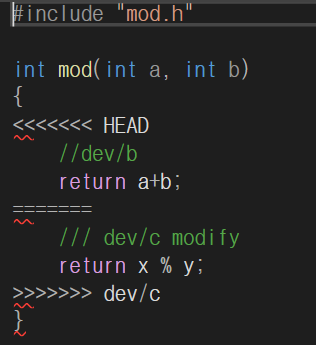 #include "mod.h"
int mod(int a, int b)
{
<<<<<<< HEAD
//dev/b
return a+b;
=======
/// dev/c modify
return x % y;
>>>>>>> dev/c
}